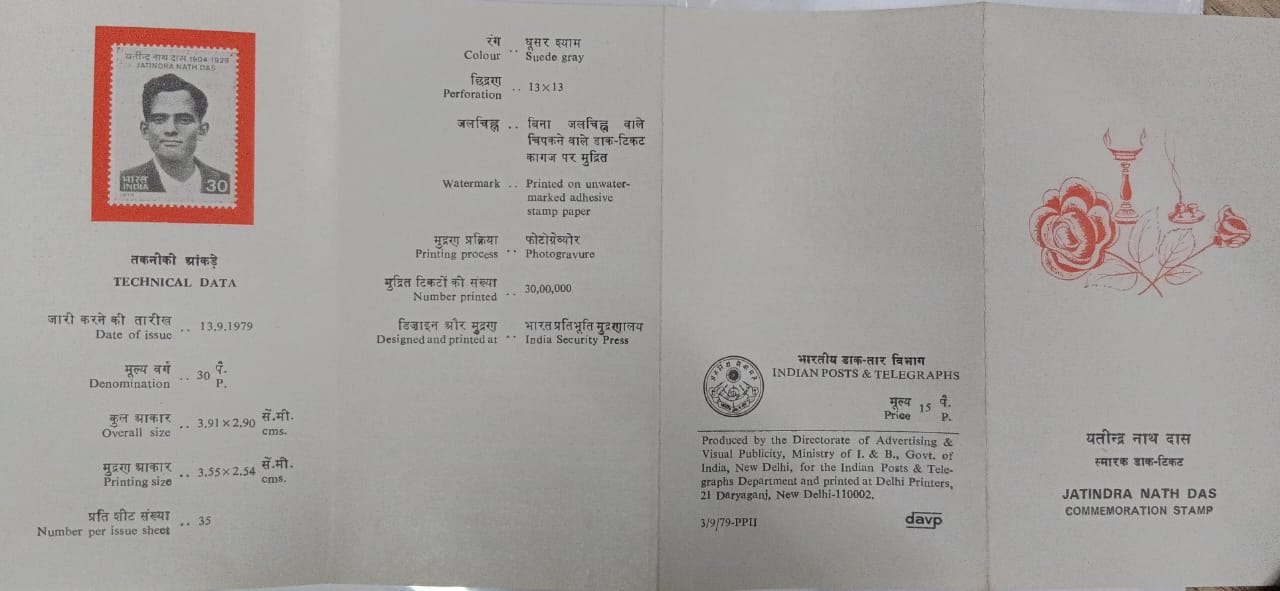 यतीन्द्र नाथ दास 1904-1929
JATINDRA NATH DAS
भारत
INDIA
30
1979
तकनीकी आंकड़े
TECHNICAL DATA
जारी करने की तारीख
Date of issue .. 13.9.1979
मूल्य वर्ग
Denomination .. 30 पै.
P.
कुल आकार
Overall size .. 3.91×2.90 सें.मी.
cms.
मुद्रण आकार
Printing size .. 3.55×2.54 सें.मी.
cms.
प्रति शीट संख्या
Number per issue sheet .. 35
रंग .. धूसर श्याम
Colour Suede gray
छिद्रण
Perforation .. 13×13
जलचिह्न .. बिना जलचिह्न वाले
चिपकने वाले डाक-टिकट
कागज पर मुद्रित
Watermark .. Printed on unwater-
marked adhesive
stamp paper
मुद्रण प्रक्रिया .. फोटोग्रेव्योर
Printing process Photogravure
मुद्रित टिकटों की संख्या
Number printed .. 30,00,000
डिज़ाइन और मुद्रण .. भारत प्रतिभूति मुद्रणालय
Designed and printed at India Security Press
भारतीय डाक-तार विभाग
INDIAN POSTS & TELEGRAPHS
मूल्य 15 पै.
Price P.
Produced by the Directorate of Advertising &
Visual Publicity, Ministry of I. & B., Govt. of
India, New Delhi, for the Indian Posts & Tele-
graphs Department and printed at Delhi Printers,
21 Daryaganj, New Delhi-110002.
3/9/79-PPII
davp
यतीन्द्र नाथ दास
स्मारक डाक-टिकट
JATINDRA NATH DAS
COMMEMORATION STAMP